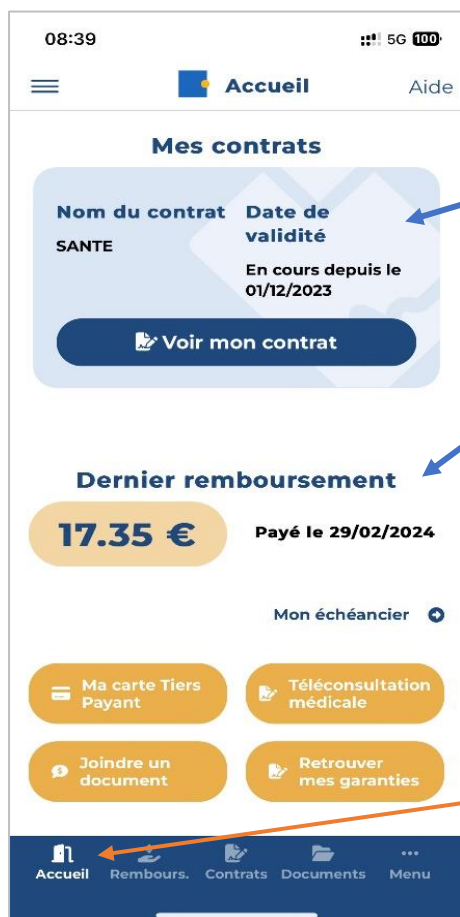 08:39
5G 100
Accueil
Aide
Mes contrats
Nom du contrat
SANTE
Date de
validité
En cours depuis le
01/12/2023
Voir mon contrat
Dernier remboursement
17.35 €
Payé le 29/02/2024
Mon échéancier
Ma carte Tiers
Payant
Téléconsultation
médicale
Joindre un
document
Retrouver
mes garanties
Accueil
Rembours.
Contrats
Documents
Menu